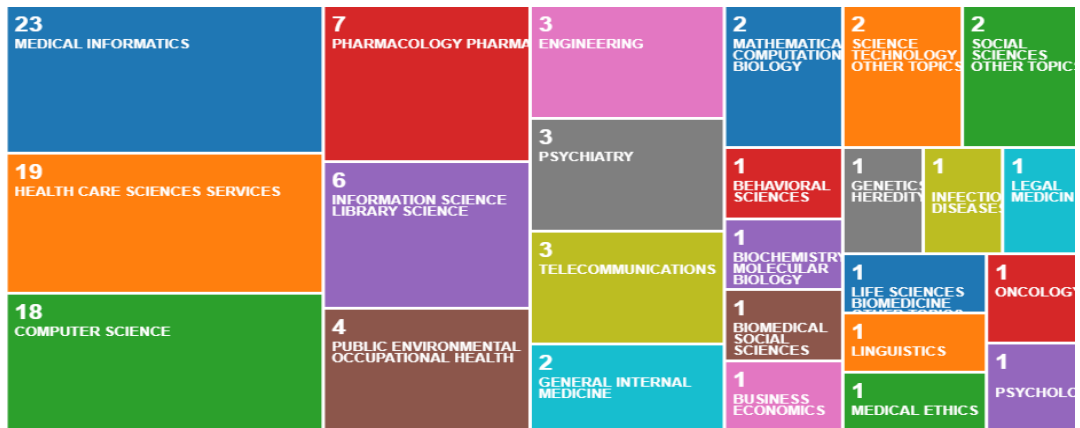 23
MEDICAL INFORMATICS
19
HEALTH CARE SCIENCES SERVICES
18
COMPUTER SCIENCE
7
PHARMACOLOGY PHARMA
6
INFORMATION SCIENCE
LIBRARY SCIENCE
4
PUBLIC ENVIRONMENTAL
OCCUPATIONAL HEALTH
3
ENGINEERING
3
PSYCHIATRY
3
TELECOMMUNICATIONS
2
GENERAL INTERNAL
MEDICINE
2
MATHEMATICA
COMPUTATION
BIOLOGY
2
SCIENCE
TECHNOLOGY
OTHER TOPICS
2
SOCIAL
SCIENCES
OTHER TOPICS
1
BEHAVIORAL
SCIENCES
1
BIOCHEMISTRY
MOLECULAR
BIOLOGY
1
BIOMEDICAL
SOCIAL
SCIENCES
1
BUSINESS
ECONOMICS
1
GENETICS
HEREDITY
1
INFECTIO
DISEASES
1
LEGAL
MEDICIN
1
LIFE SCIENCES
BIOMEDICINE
OTHER TOPICS
1
LINGUISTICS
1
MEDICAL ETHICS
1
ONCOLOGY
1
PSYCHOLO